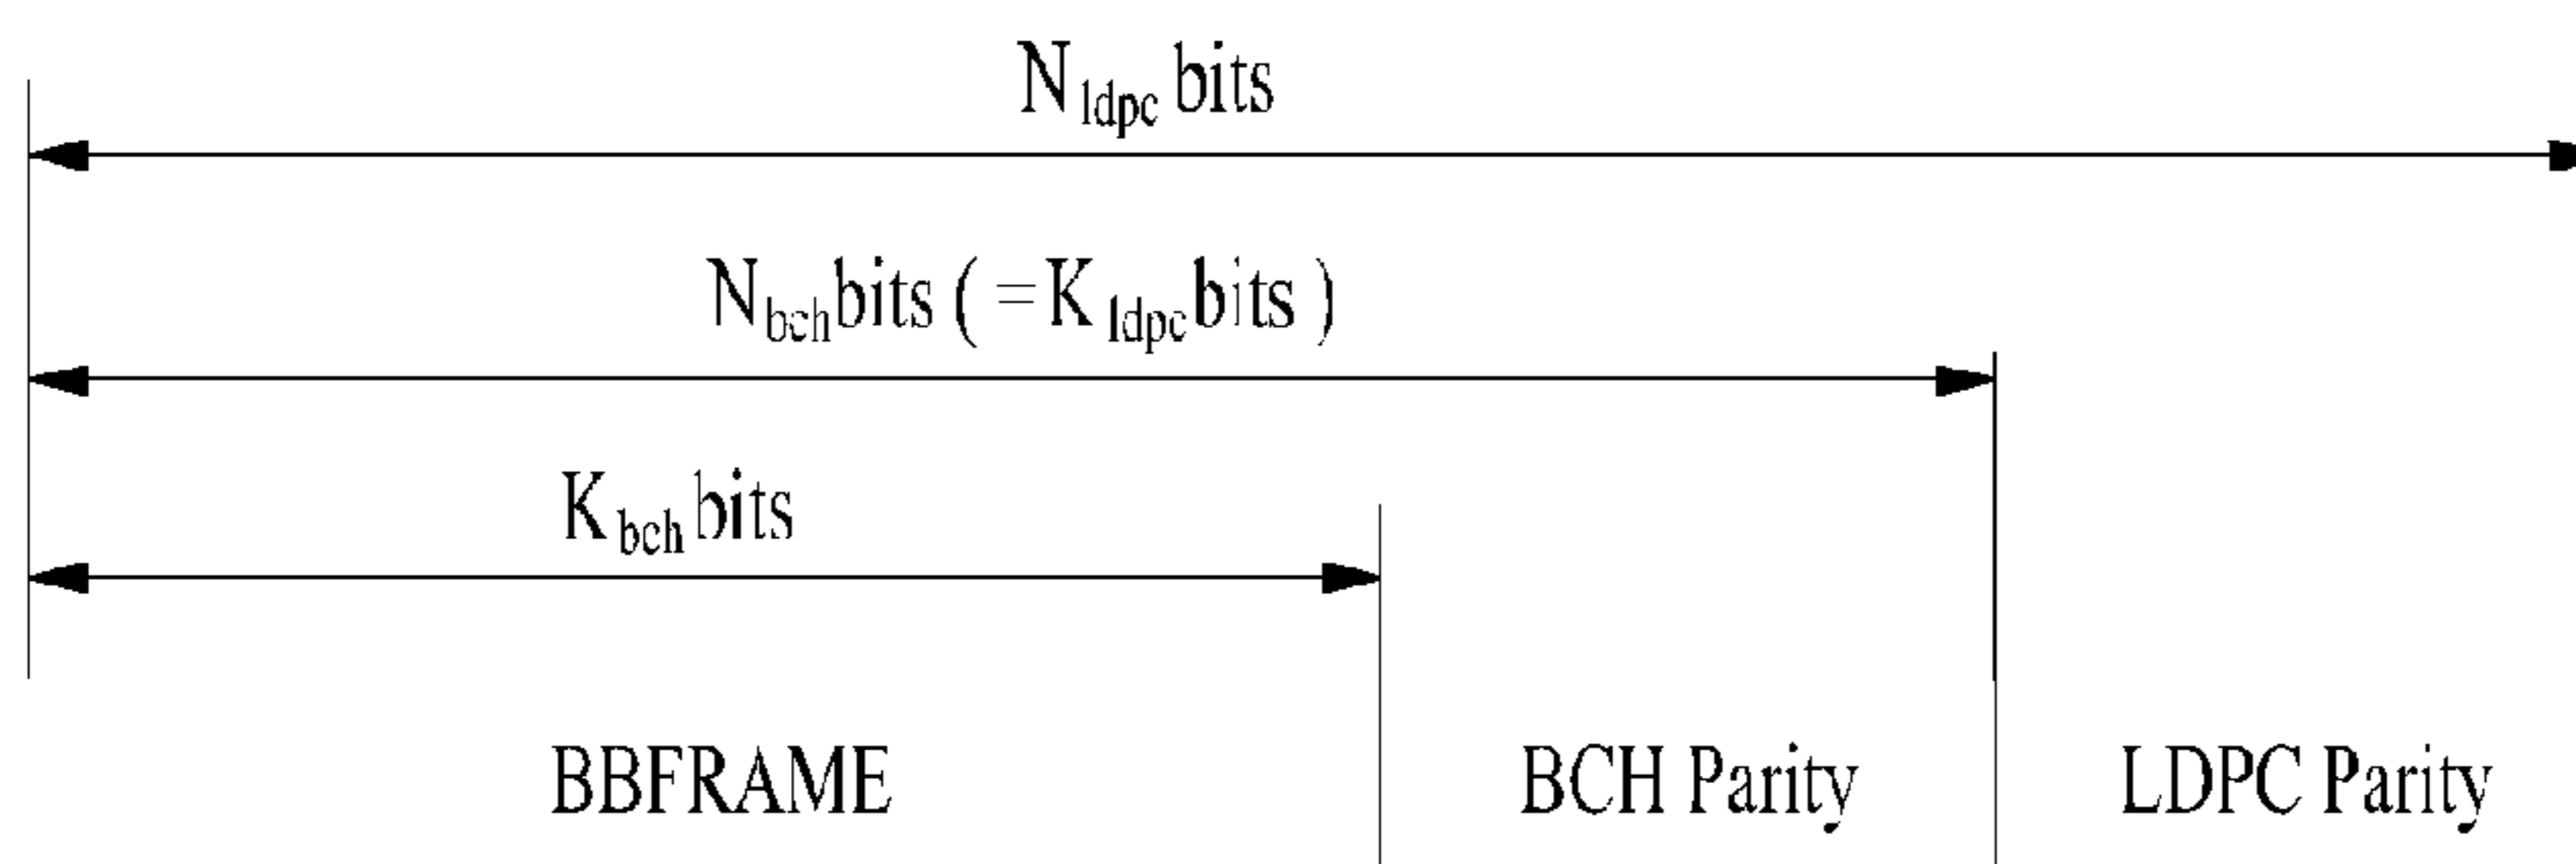 N ldpc bits
N bch bits ( = K ldpc bits )
K bch bits
BBFRAME BCH Parity LDPC Parity